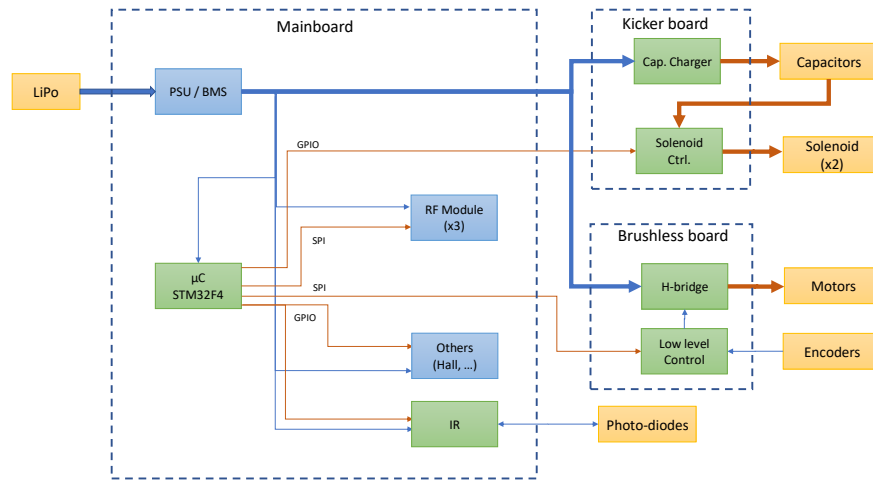 Mainboard
Kicker board
LiPo
PSU / BMS
Cap. Charger
Capacitors
GPIO
Solenoid
Ctrl.
Solenoid
(x2)
RF Module
(x3)
SPI
Brushless board
µC
STM32F4
SPI
H-bridge
Motors
GPIO
Others
(Hall, ...)
Low level
Control
Encoders
IR
Photo-diodes